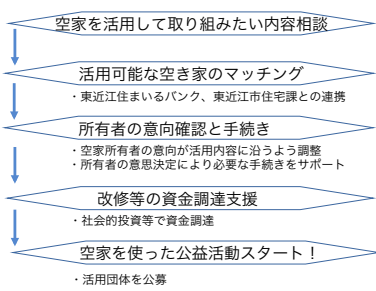 空家を活用して取り組みたい内容相談
活用可能な空き家のマッチング
・東近江住まいるバンク、東近江市住宅課との連携
所有者の意向確認と手続き
・空家所有者の意向が活用内容に沿うよう調整
・所有者の意思決定により必要な手続きをサポート
改修等の資金調達支援
・社会的投資等で資金調達
空家を使った公益活動スタート！
・活用団体を公募